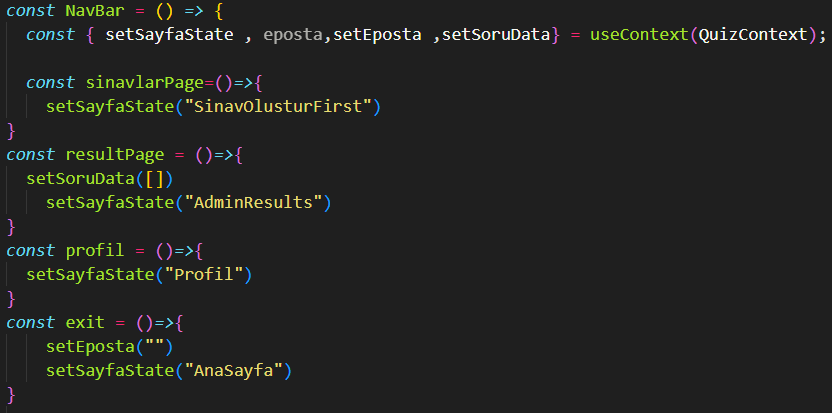 const NavBar = () => {
  const { setSayfaState , eposta,setEposta ,setSoruData} = useContext(QuizContext);

  const sinavlarPage=()=>{
    setSayfaState("SinavOlusturFirst")
}
const resultPage = ()=>{
  setSoruData([])
    setSayfaState("AdminResults")
}
const profil = ()=>{
  setSayfaState("Profil")
}
const exit = ()=>{
    setEposta("")
    setSayfaState("AnaSayfa")
}